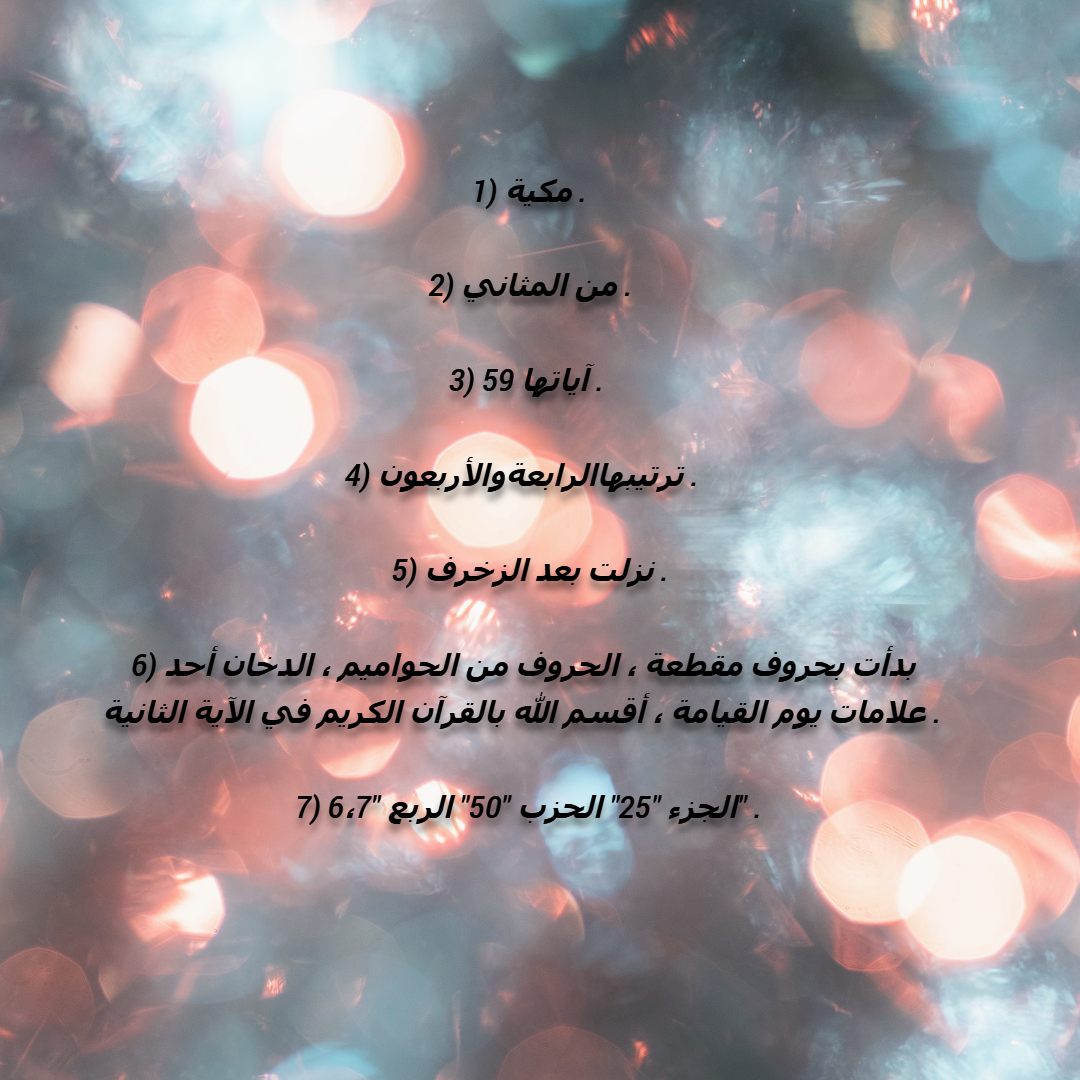 1) مكية .
2) من المثاني .
3) آياتها 59 .
4) ترتيبهاالرابعةوالأربعون .
5) نزلت بعد الزخرف .
6) بدأت بحروف مقطعة ، الحروف من الحواميم ، الدخان أحد
علامات يوم القيامة ، أقسم الله بالقرآن الكريم في الآية الثانية .
7) الجزء "25" الحزب "50" الربع "6،7" .